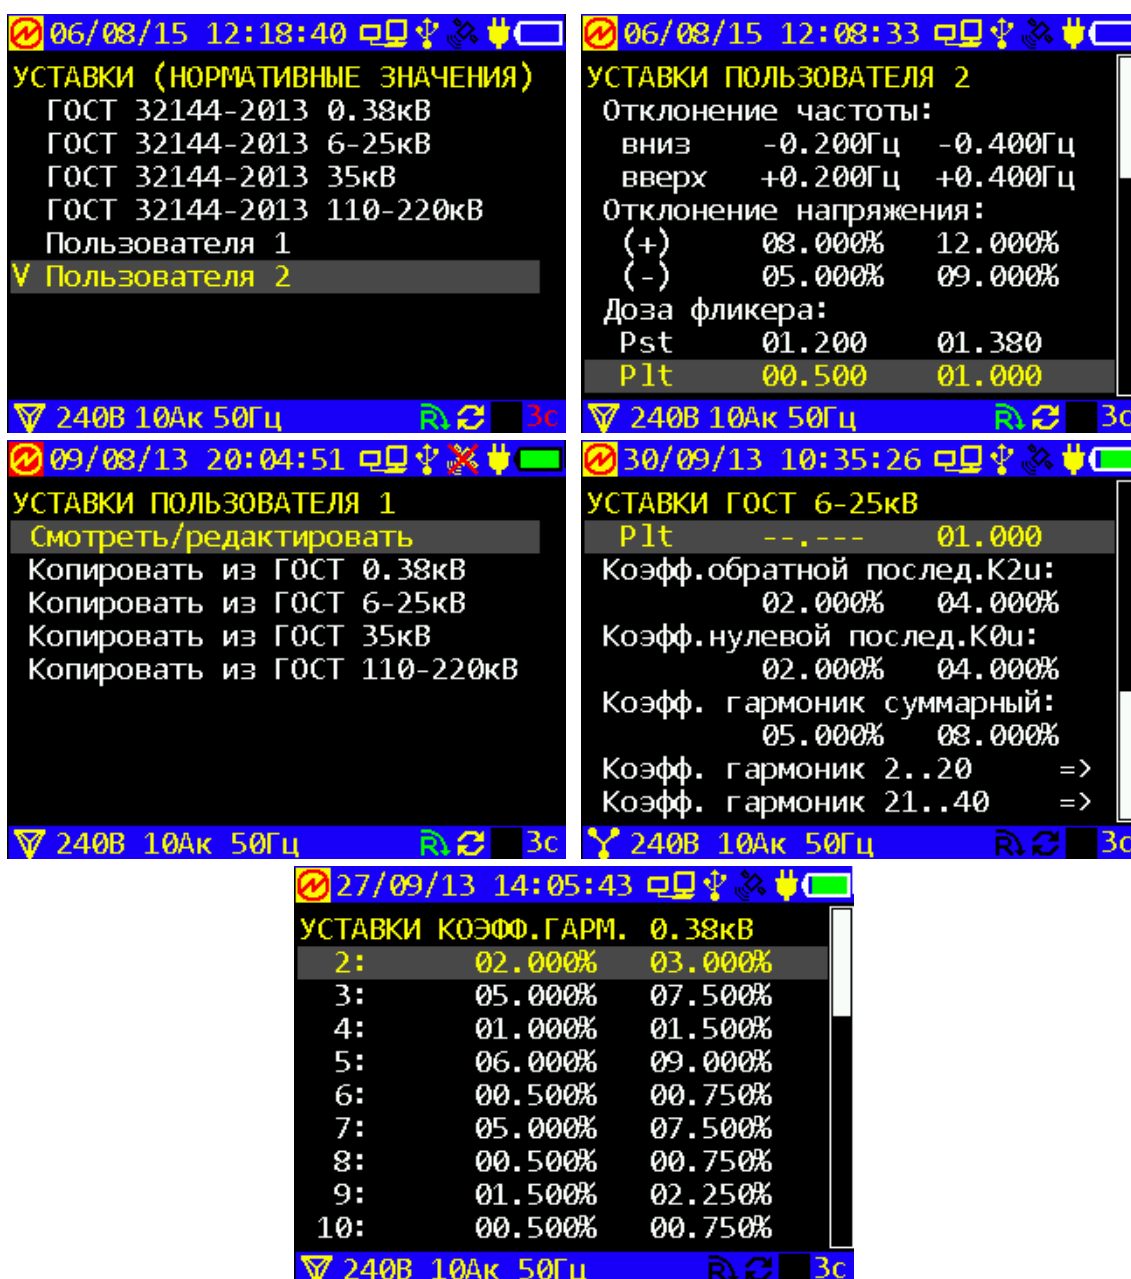 06/08/15 12:18:40
УСТАВКИ (НОРМАТИВНЫЕ ЗНАЧЕНИЯ)
ГОСТ 32144-2013 0.38кВ
ГОСТ 32144-2013 6-25кВ
ГОСТ 32144-2013 35кВ
ГОСТ 32144-2013 110-220кВ
Пользователя 1
V Пользователя 2
240В 10Ак 50Гц R 3с
06/08/15 12:08:33
УСТАВКИ ПОЛЬЗОВАТЕЛЯ 2
Отклонение частоты:
вниз -0.200Гц -0.400Гц
вверх +0.200Гц +0.400Гц
Отклонение напряжения:
(+) 08.000% 12.000%
(-) 05.000% 09.000%
Доза фликера:
Pst 01.200 01.380
Plt 00.500 01.000
240В 10Ак 50Гц R 3с
09/08/13 20:04:51
УСТАВКИ ПОЛЬЗОВАТЕЛЯ 1
Смотреть/редактировать
Копировать из ГОСТ 0.38кВ
Копировать из ГОСТ 6-25кВ
Копировать из ГОСТ 35кВ
Копировать из ГОСТ 110-220кВ
240В 10Ак 50Гц R 3с
30/09/13 10:35:26
УСТАВКИ ГОСТ 6-25кВ
Plt --.--- 01.000
Коэфф.обратной послед.K2u:
02.000% 04.000%
Коэфф.нулевой послед.K0u:
02.000% 04.000%
Коэфф. гармоник суммарный:
05.000% 08.000%
Коэфф. гармоник 2..20 =>
Коэфф. гармоник 21..40 =>
240В 10Ак 50Гц R 3с
27/09/13 14:05:43
УСТАВКИ КОЭФФ.ГАРМ. 0.38кВ
2: 02.000% 03.000%
3: 05.000% 07.500%
4: 01.000% 01.500%
5: 06.000% 09.000%
6: 00.500% 00.750%
7: 05.000% 07.500%
8: 00.500% 00.750%
9: 01.500% 02.250%
10: 00.500% 00.750%
240В 10Ак 50Гц R 3с